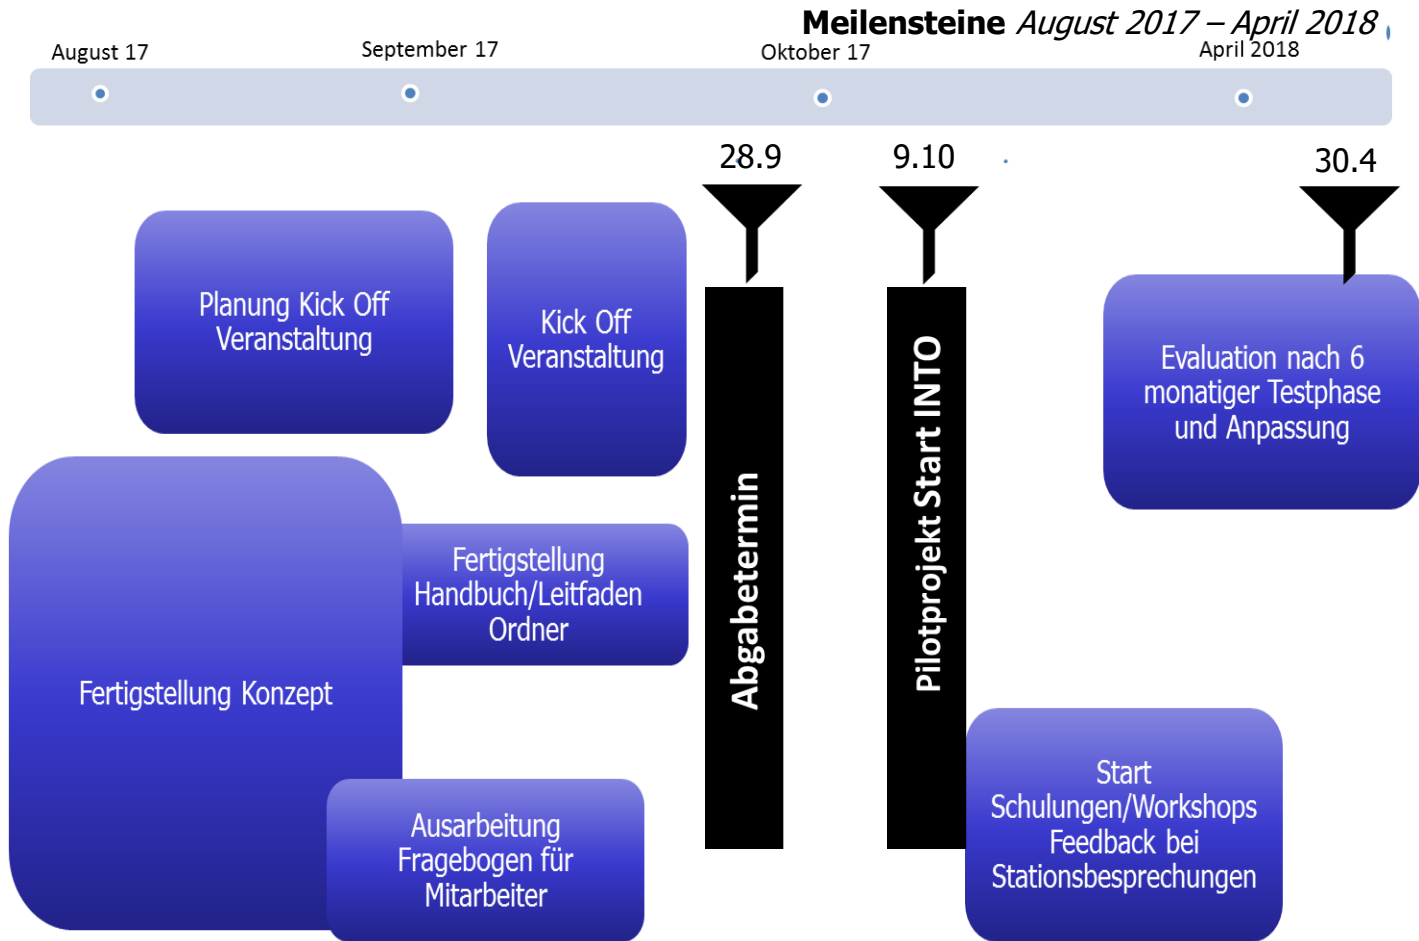 Meilensteine August 2017 – April 2018
August 17
September 17
Oktober 17
April 2018
28.9
9.10
30.4
Planung Kick Off
Veranstaltung
Kick Off
Veranstaltung
Abgabetermin
Pilotprojekt Start INTO
Evaluation nach 6
monatiger Testphase
und Anpassung
Fertigstellung Konzept
Fertigstellung
Handbuch/Leitfaden
Ordner
Ausarbeitung
Fragebogen für
Mitarbeiter
Start
Schulungen/Workshops
Feedback bei
Stationsbesprechungen